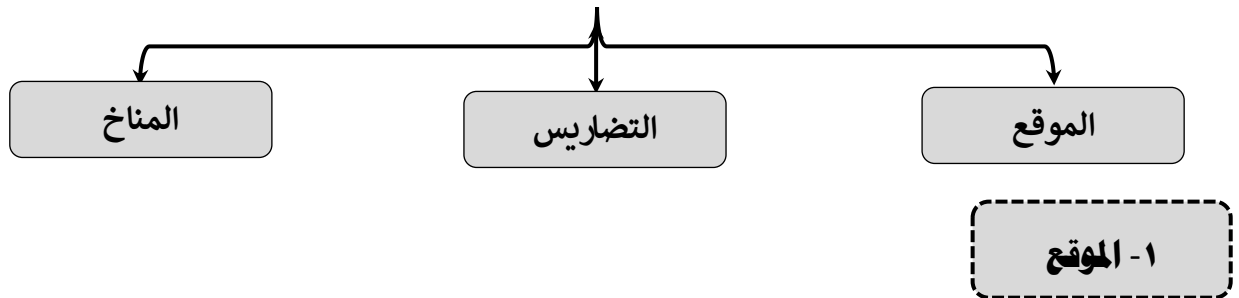 الموقع
التضاريس
المناخ
١- الموقع